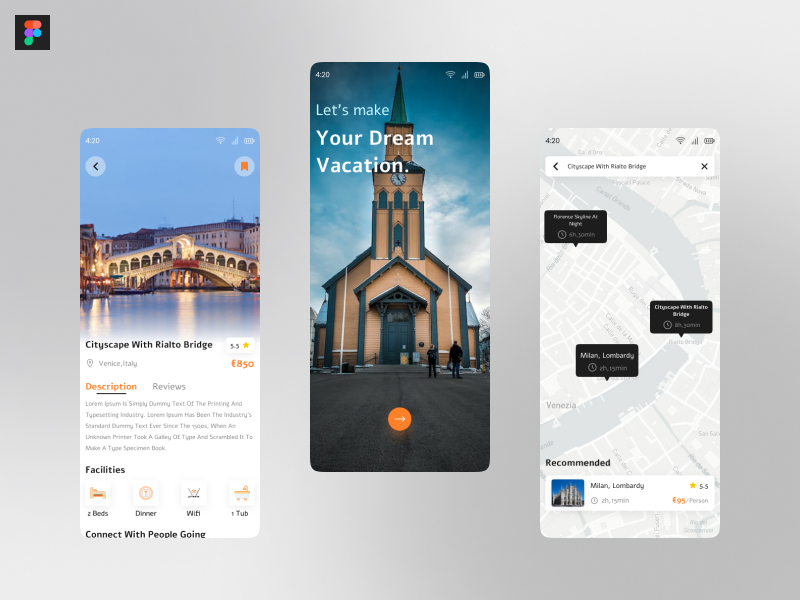 4:20
Cityscape With Rialto Bridge
5.5
Venice,Italy
€850
Description Reviews
Lorem Ipsum Is Simply Dummy Text Of The Printing And
Typesetting Industry. Lorem Ipsum Has Been The Industry's
Standard Dummy Text Ever Since The 1500s, When An
Unknown Printer Took A Galley Of Type And Scrambled It To
Make A Type Specimen Book.
Facilities
2 Beds Dinner Wifi 1 Tub
Connect With People Going
4:20
Let's make
Your Dream
Vacation.
4:20
Cityscape With Rialto Bridge
Florence Skyline At
Night
6h,30min
Cityscape With Rialto
Bridge
8h,30min
Rialto Bridge
Milan, Lombardy
2h,15min
Venezia
Recommended
Milan, Lombardy
5.5
2h,15min
€95/Person